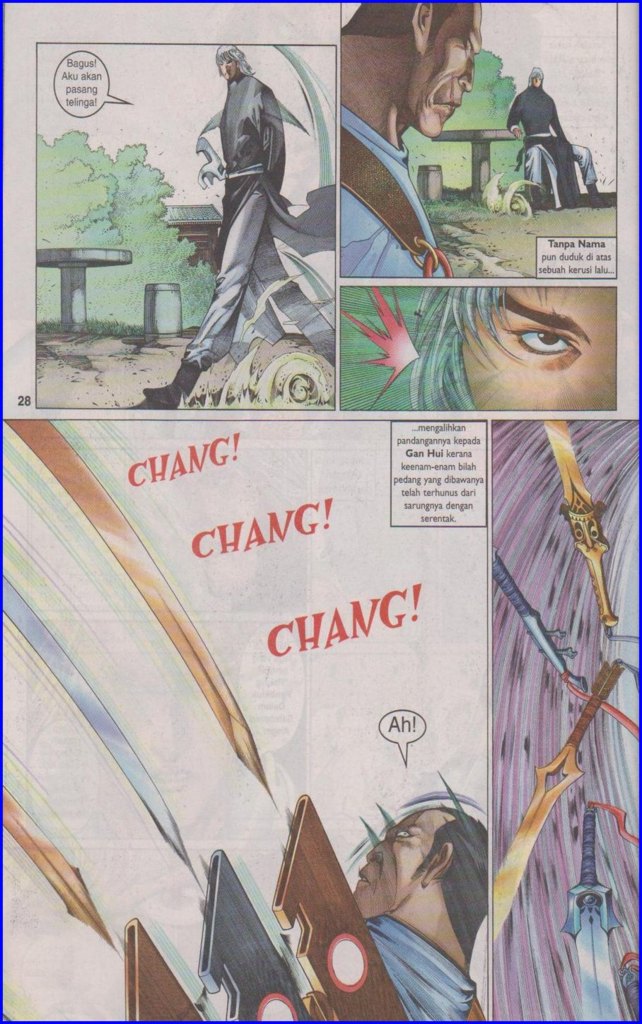 Bagus!
Aku akan
pasang
telinga!
Tanpa Nama
pun duduk di atas
sebuah kerusi lalu...
28
...mengalihkan
pandangannya kepada
Gan Hui kerana
keenam-enam bilah
pedang yang dibawanya
telah terhunus dari
sarungnya dengan
serentak.
CHANG!
CHANG!
CHANG!
Ah!